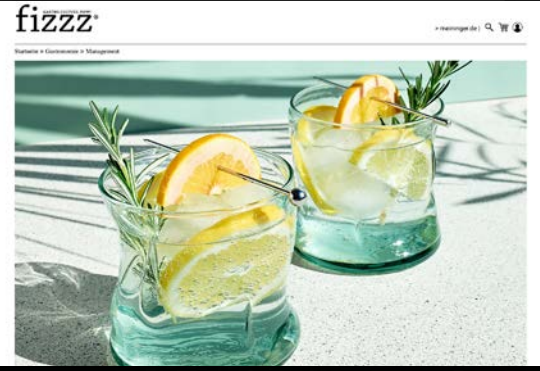 fizzz
> meininger.de |
Startseite » Gastronomie » Management